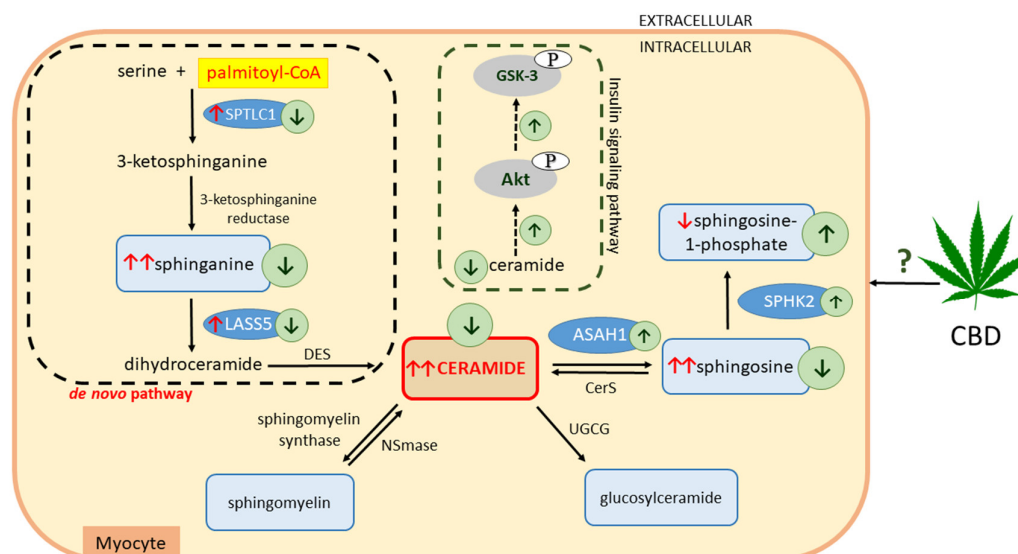 EXTRACELLULAR
INTRACELLULAR
serine + palmitoyl-CoA
↑SPTLC1 ↓
3-ketosphinganine
3-ketosphinganine
reductase
↑↑sphinganine ↓
↑LASS5 ↓
dihydroceramide
DES
de novo pathway
P
GSK-3
↑
P
Akt
↑
↓ ceramide
Insulin signaling pathway
↓
↑↑CERAMIDE
ASAH1 ↑
CerS
↓sphingosine-
1-phosphate ↑
SPHK2 ↑
↑↑sphingosine ↓
?
CBD
sphingomyelin
synthase
NSmase
UGCG
sphingomyelin
glucosylceramide
Myocyte